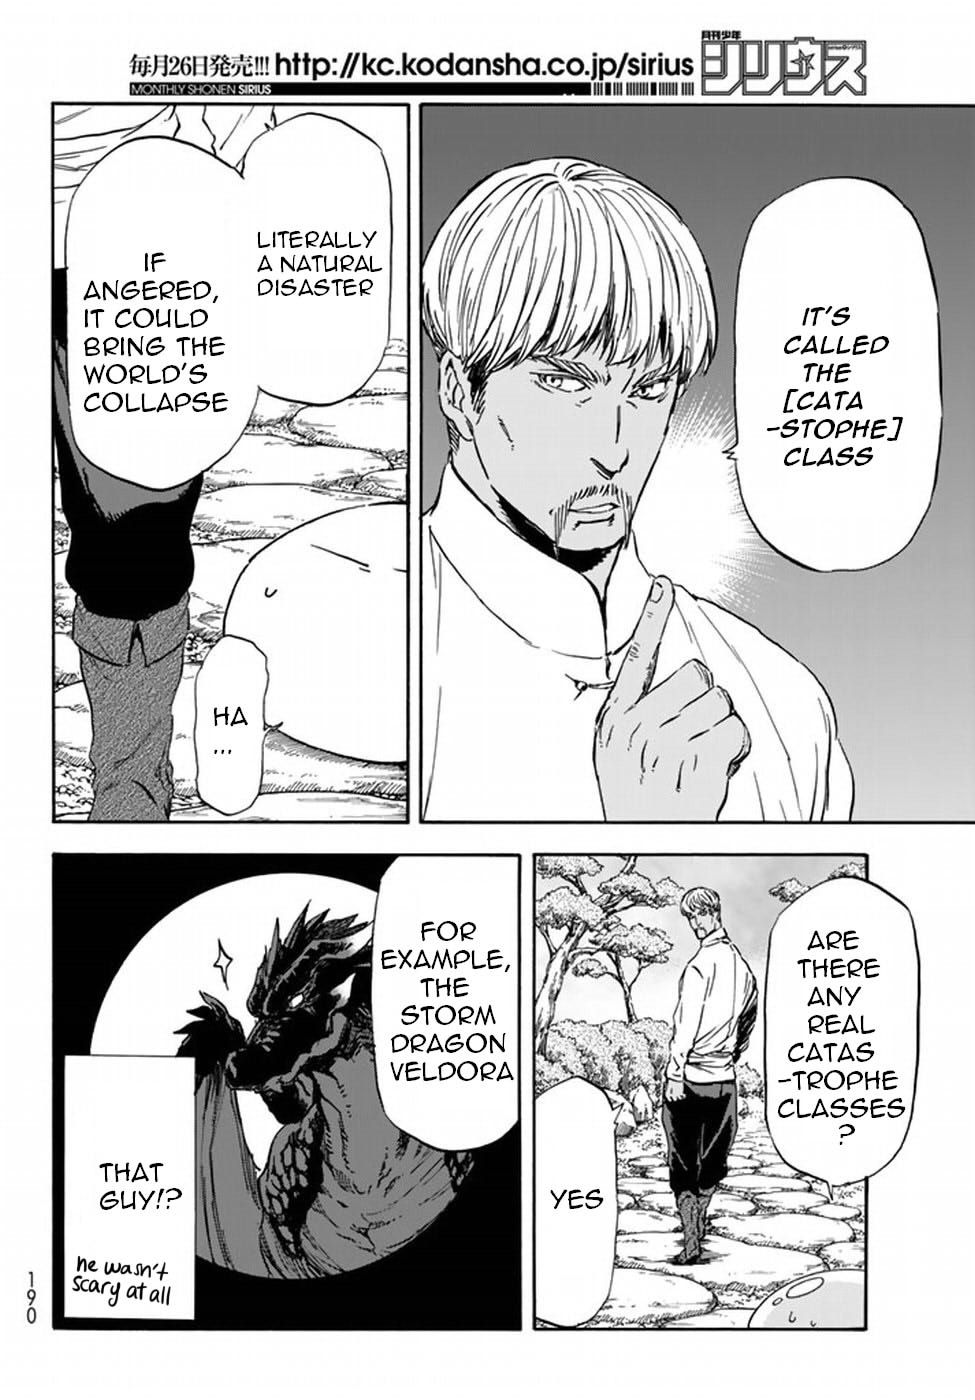 毎月26日発売!!! http://kc.kodansha.co.jp/sirius
MONTHLY SHONEN SIRIUS
月刊少年
シリウス
IT'S
CALLED
THE
[CATA
-STOPHE]
CLASS
LITERALLY
A NATURAL
DISASTER
IF
ANGERED,
IT COULD
BRING THE
WORLD'S
COLLAPSE
HA
...
ARE
THERE
ANY
REAL
CATAS
-TROPHE
CLASSES
?
YES
FOR
EXAMPLE,
THE
STORM
DRAGON
VELDORA
THAT
GUY!?
he wasn't
scary at all
190